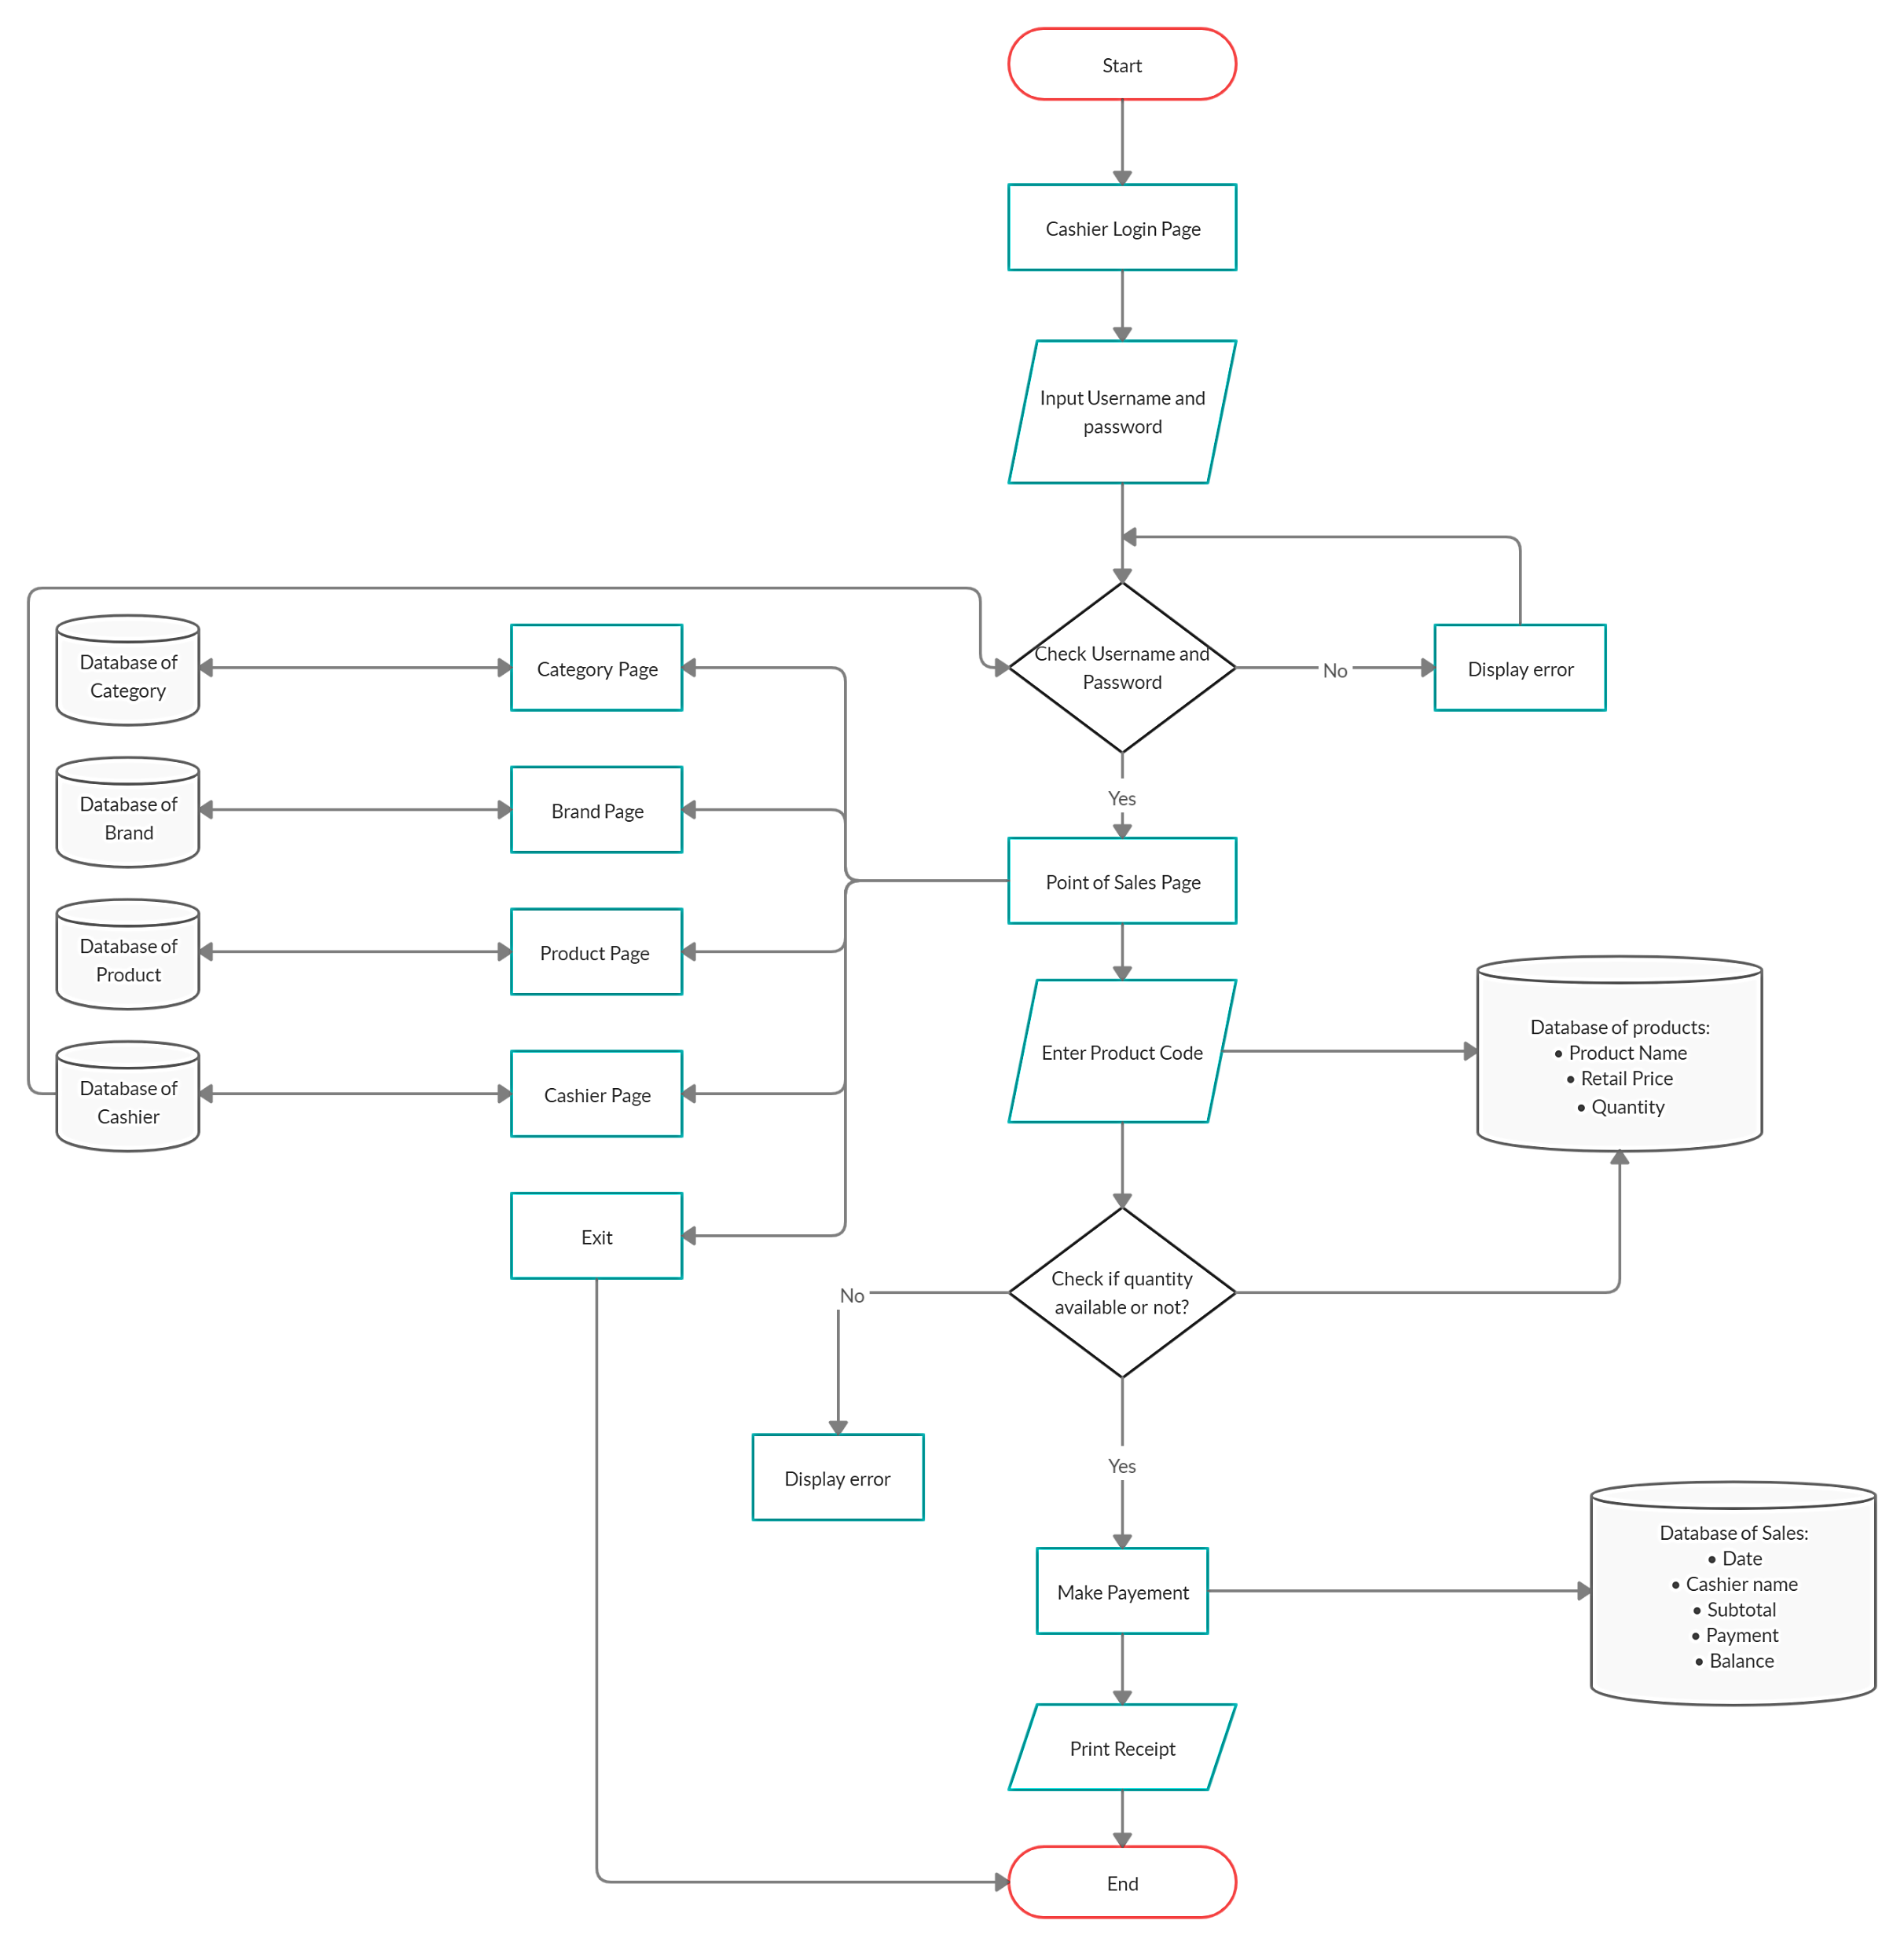 Start
Cashier Login Page
Input Username and
password
Check Username and
Password
No
Display error
Yes
Database of
Category
Category Page
Database of
Brand
Brand Page
Point of Sales Page
Database of
Product
Product Page
Database of
Cashier
Cashier Page
Exit
Enter Product Code
Database of products:
• Product Name
• Retail Price
• Quantity
Check if quantity
available or not?
No
Display error
Yes
Make Payement
Database of Sales:
• Date
• Cashier name
• Subtotal
• Payment
• Balance
Print Receipt
End